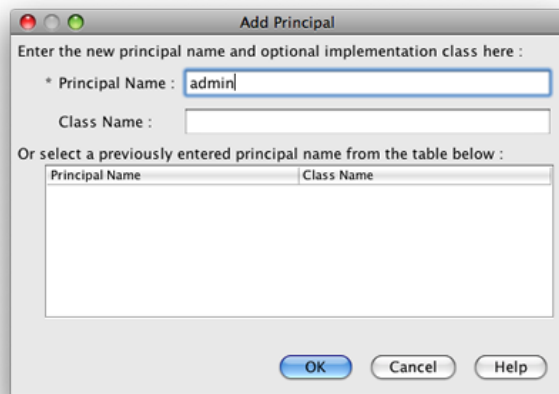 Add Principal
Enter the new principal name and optional implementation class here :
* Principal Name : admin
Class Name :
Or select a previously entered principal name from the table below :
Principal Name Class Name
OK Cancel Help